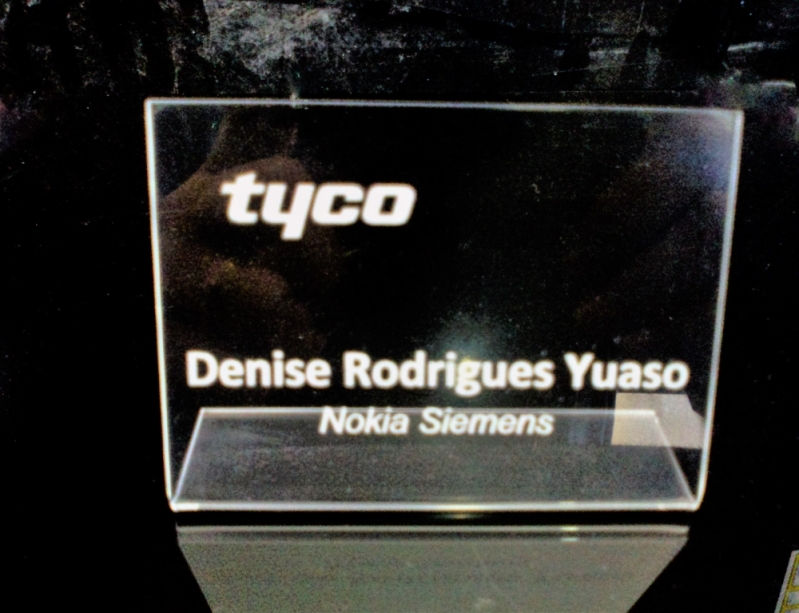 tyco
Denise Rodrigues Yuaso
Nokia Siemens